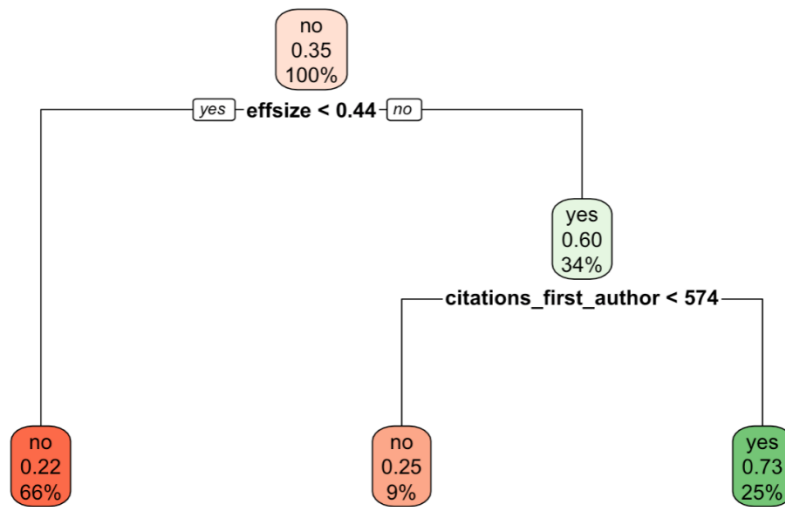 no
0.35
100%
yes effsize < 0.44 no
yes
0.60
34%
citations_first_author < 574
no
0.22
66%
no
0.25
9%
yes
0.73
25%